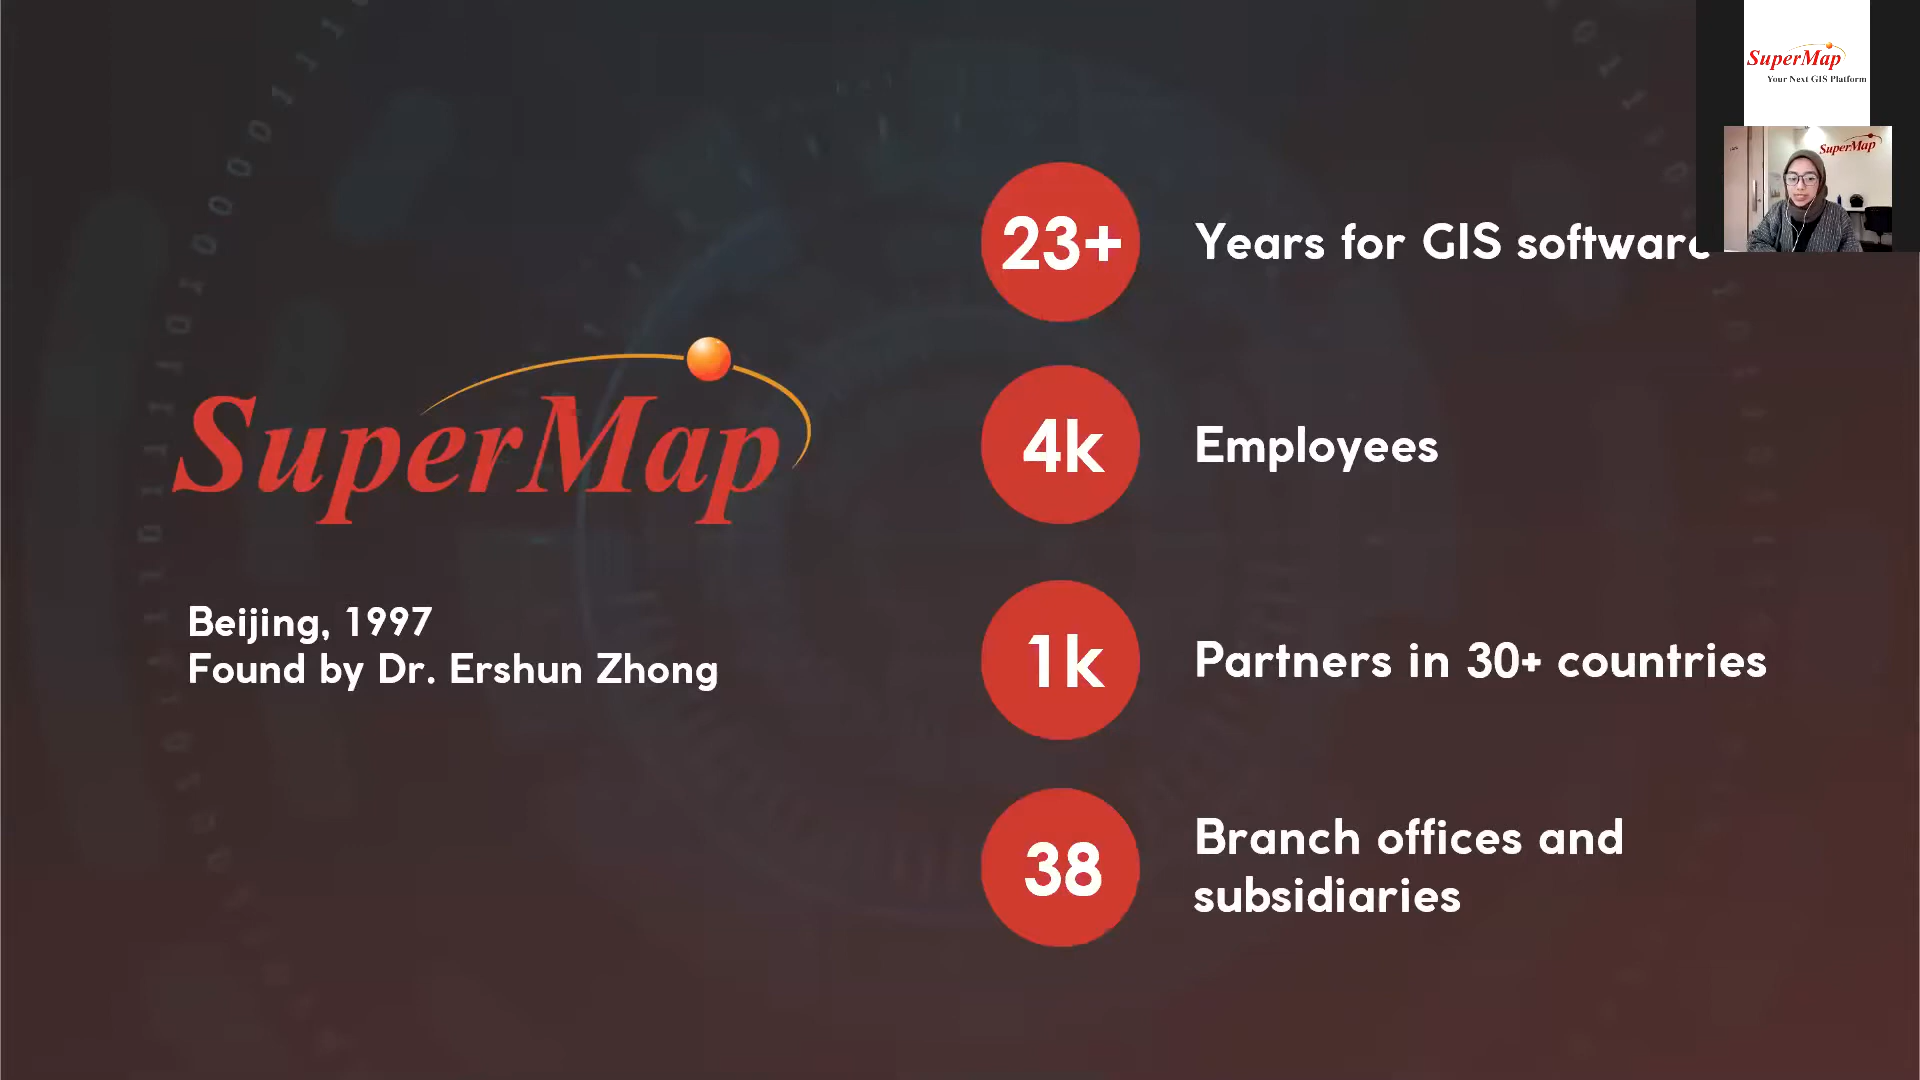 SuperMap
Beijing, 1997
Found by Dr. Ershun Zhong
23+
Years for GIS software
4k
Employees
1k
Partners in 30+ countries
38
Branch offices and
subsidiaries
SuperMap
Your Next GIS Platform
SuperMap